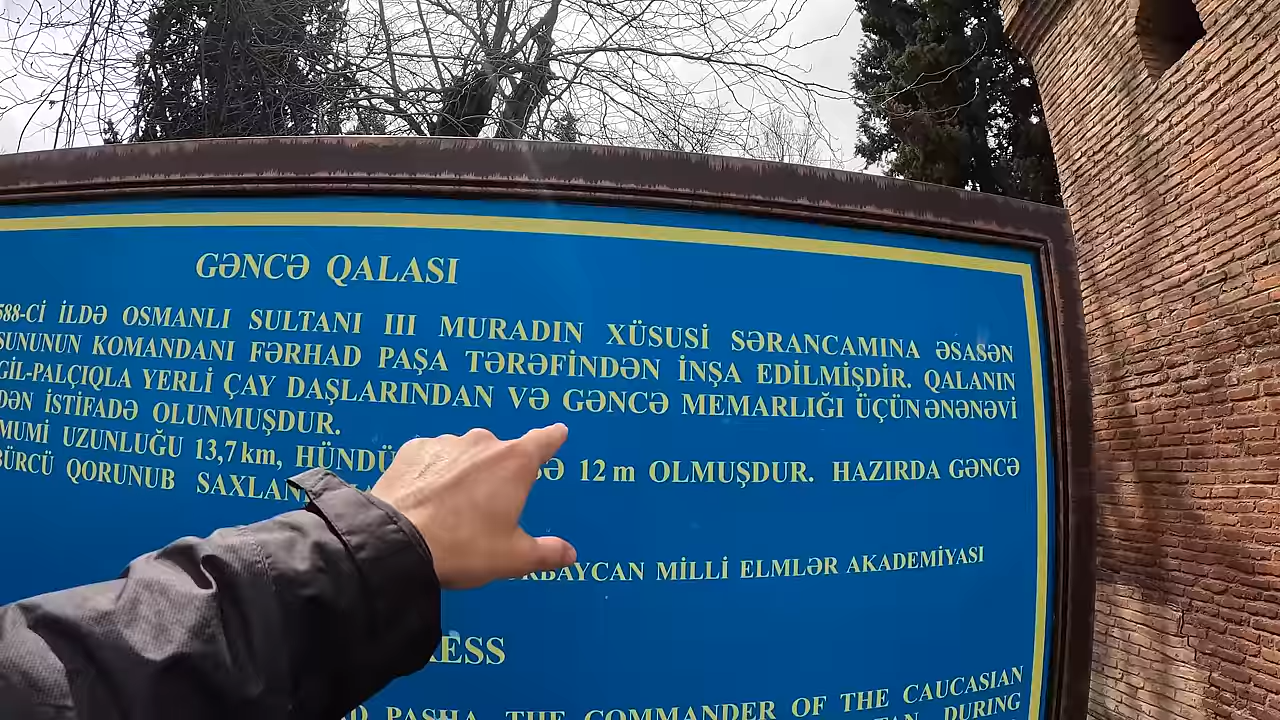 GƏNCƏ QALASI
588-Cİ İLDƏ OSMANLI SULTANI III MURADIN XÜSUSİ SƏRANCAMINA ƏSASƏN
SUNUNUN KOMANDANI FƏRHAD PAŞA TƏRƏFİNDƏN İNŞA EDİLMİŞDİR. QALANIN
GİL-PALÇIQLA YERLİ ÇAY DAŞLARINDAN VƏ GƏNCƏ MEMARLIĞI ÜÇÜN ƏNƏNƏVİ
DƏN İSTİFADƏ OLUNMUŞDUR.
MUMİ UZUNLUĞU 13,7 km, HÜNDÜ 12 m OLMUŞDUR. HAZIRDA GƏNCƏ
BÜRCÜ QORUNUB SAXLAN
RBAYCAN MİLLİ ELMLƏR AKADEMİYASI
RESS
PASHA, THE COMMANDER OF THE CAUCASIAN
DURING